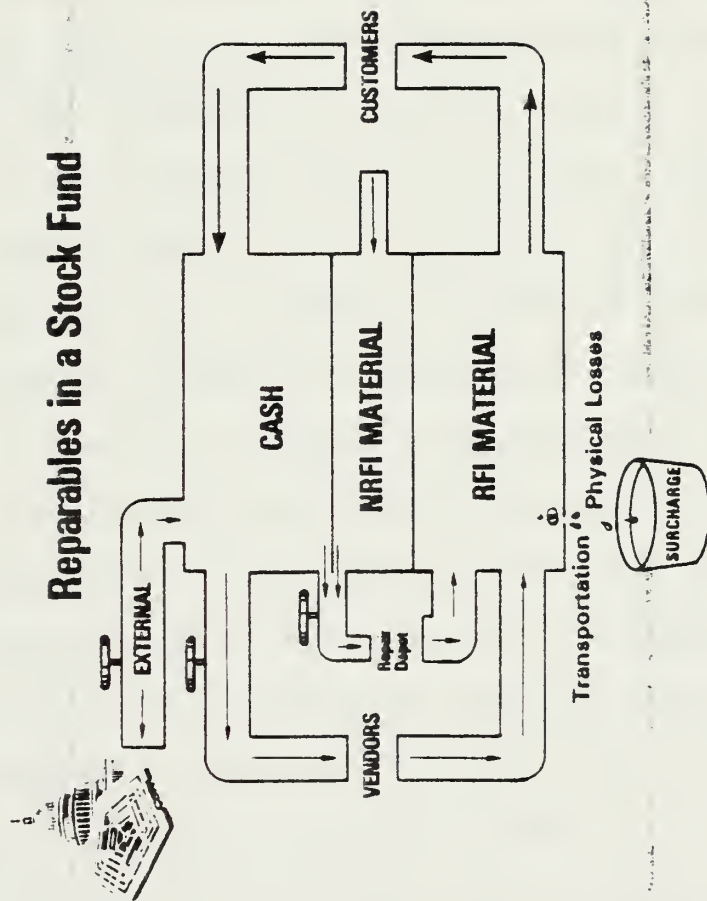 Reparables in a Stock Fund
EXTERNAL
CASH
CUSTOMERS
NRFI MATERIAL
Repair
Depot
VENDORS
RFI MATERIAL
Transportation
Physical Losses
SURCHARGE